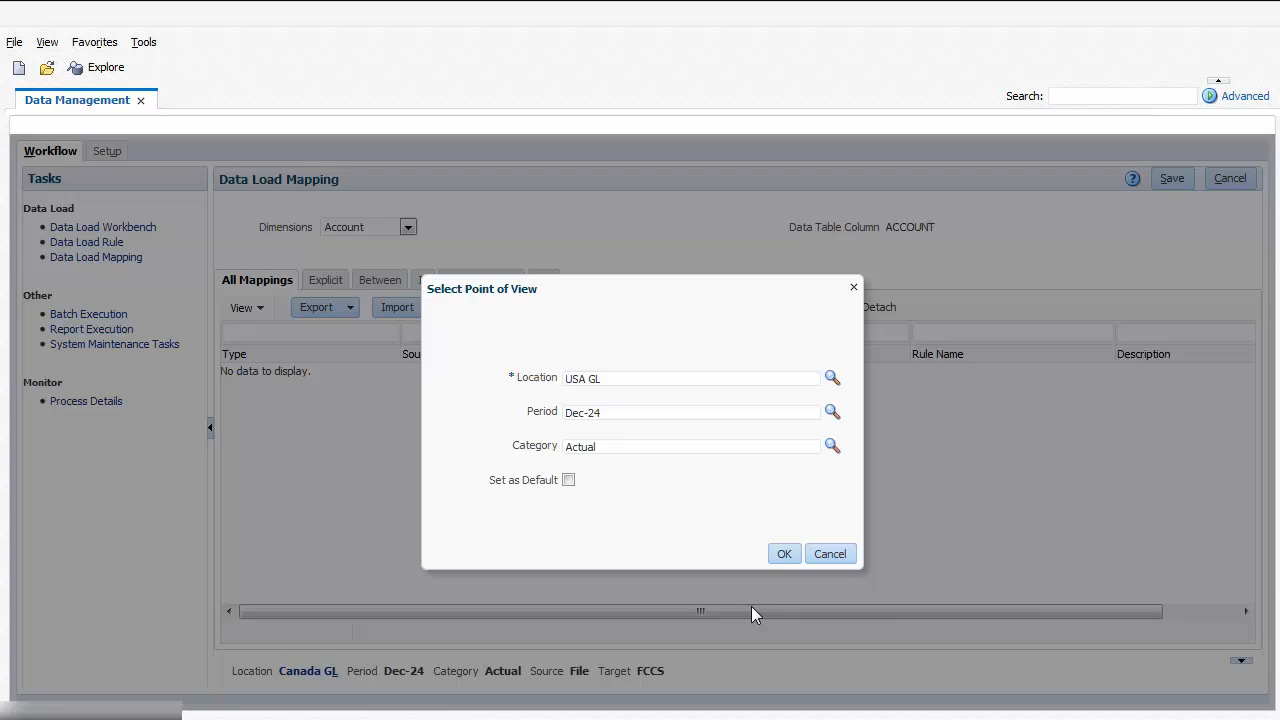 File View Favorites Tools
Explore
Data Management
Search: Advanced
Workflow Setup
Tasks
Data Load
Data Load Workbench
Data Load Rule
Data Load Mapping
Other
Batch Execution
Report Execution
System Maintenance Tasks
Monitor
Process Details
Data Load Mapping
Save Cancel
Dimensions Account Data Table Column ACCOUNT
All Mappings Explicit Between
View Export Import Detach
Type Sou Rule Name Description
No data to display.
Select Point of View
* Location USA GL
Period Dec-24
Category Actual
Set as Default
OK Cancel
Location Canada GL Period Dec-24 Category Actual Source File Target FCCS